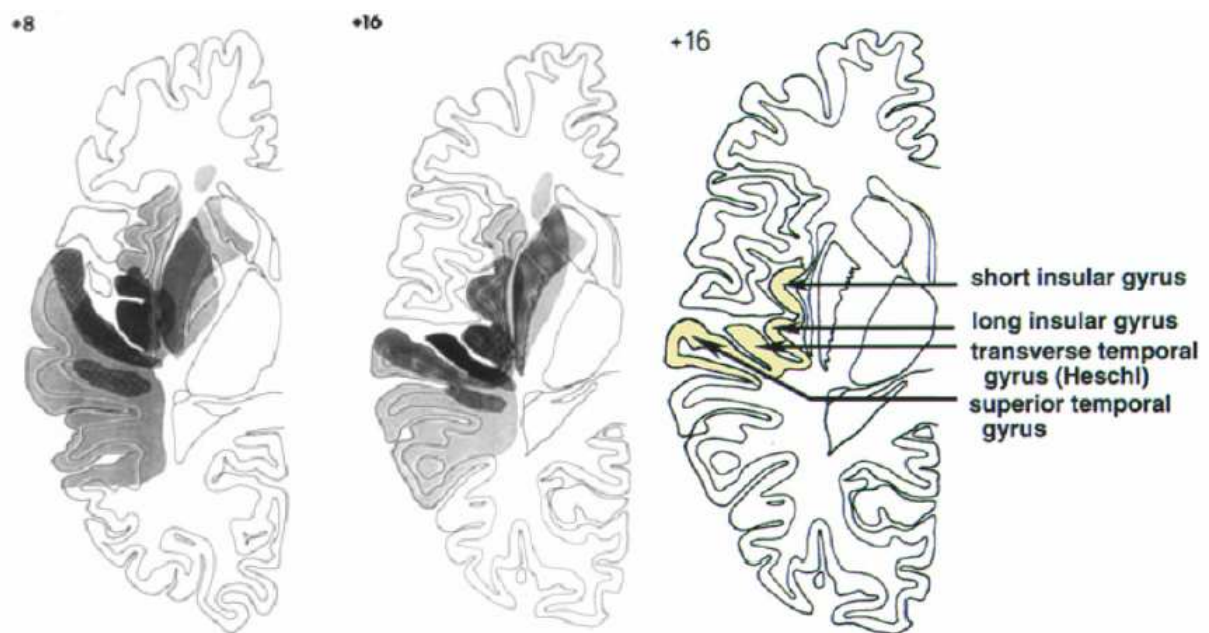 +8
+16
+16
short insular gyrus
long insular gyrus
transverse temporal
gyrus (Heschl)
superior temporal
gyrus